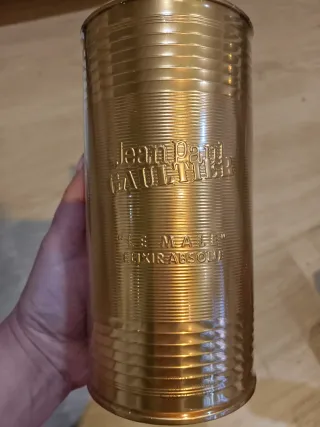 Jean Paul
GAULTIER
"LE MALE"
ELIXIR ABSOLU